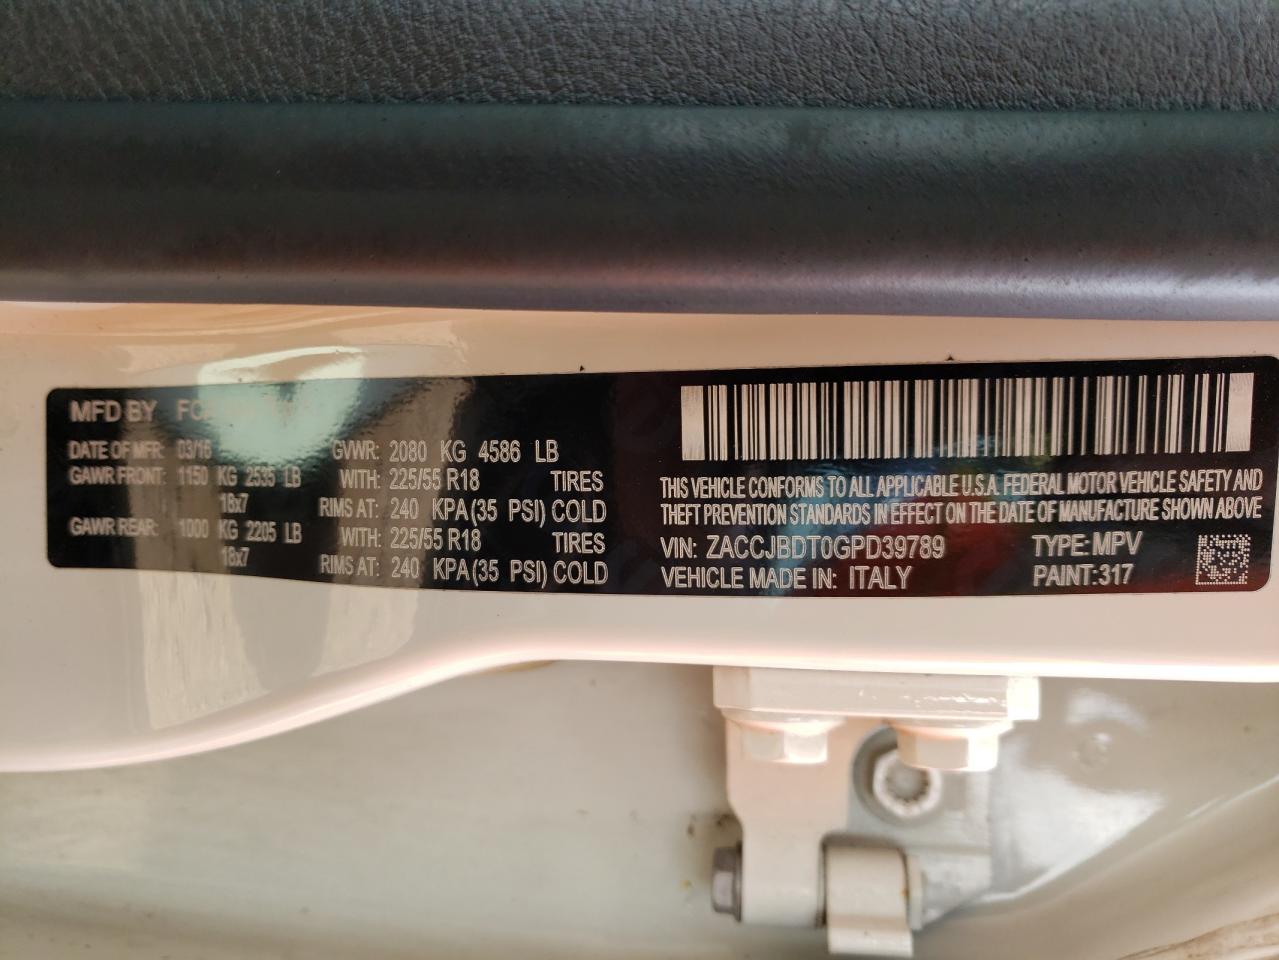 MFD BY
DATE OF MFR: 03/16 GVWR: 2080 KG 4586 LB
GAWR FRONT: 1150 KG 2535 LB WITH: 225/55 R18 TIRES
18x7 RIMS AT: 240 KPA(35 PSI) COLD
GAWR REAR: 1000 KG 2205 LB WITH: 225/55 R18 TIRES
18x7 RIMS AT: 240 KPA(35 PSI) COLD
THIS VEHICLE CONFORMS TO ALL APPLICABLE U.S.A. FEDERAL MOTOR VEHICLE SAFETY AND
THEFT PREVENTION STANDARDS IN EFFECT ON THE DATE OF MANUFACTURE SHOWN ABOVE
VIN: ZACCJBDT0GPD39789 TYPE:MPV
VEHICLE MADE IN: ITALY PAINT:317